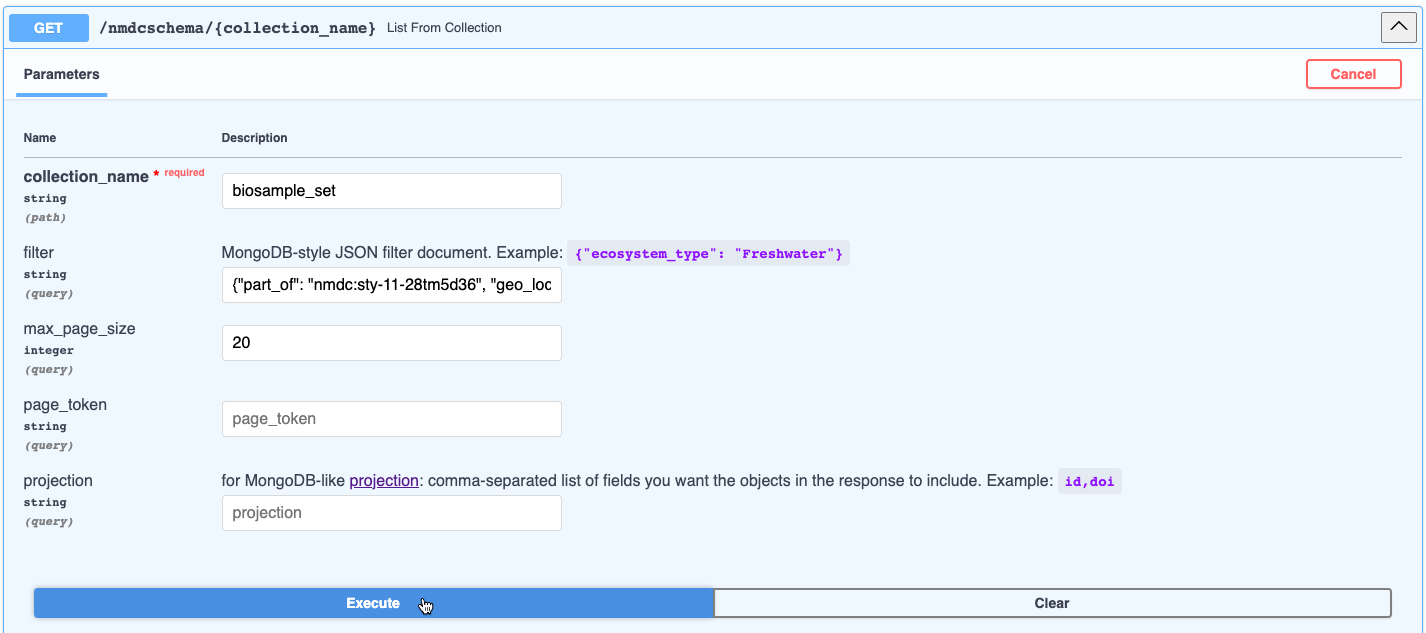 GET /nmdcschema/{collection_name} List From Collection
Parameters
Cancel
Name Description
collection_name * required
string
(path)
biosample_set
filter
string
(query)
MongoDB-style JSON filter document. Example: {"ecosystem_type": "Freshwater"}
{"part_of": "nmdc:sty-11-28tm5d36", "geo_loc
max_page_size
integer
(query)
20
page_token
string
(query)
page_token
projection
string
(query)
for MongoDB-like projection: comma-separated list of fields you want the objects in the response to include. Example: id,doi
projection
Execute
Clear